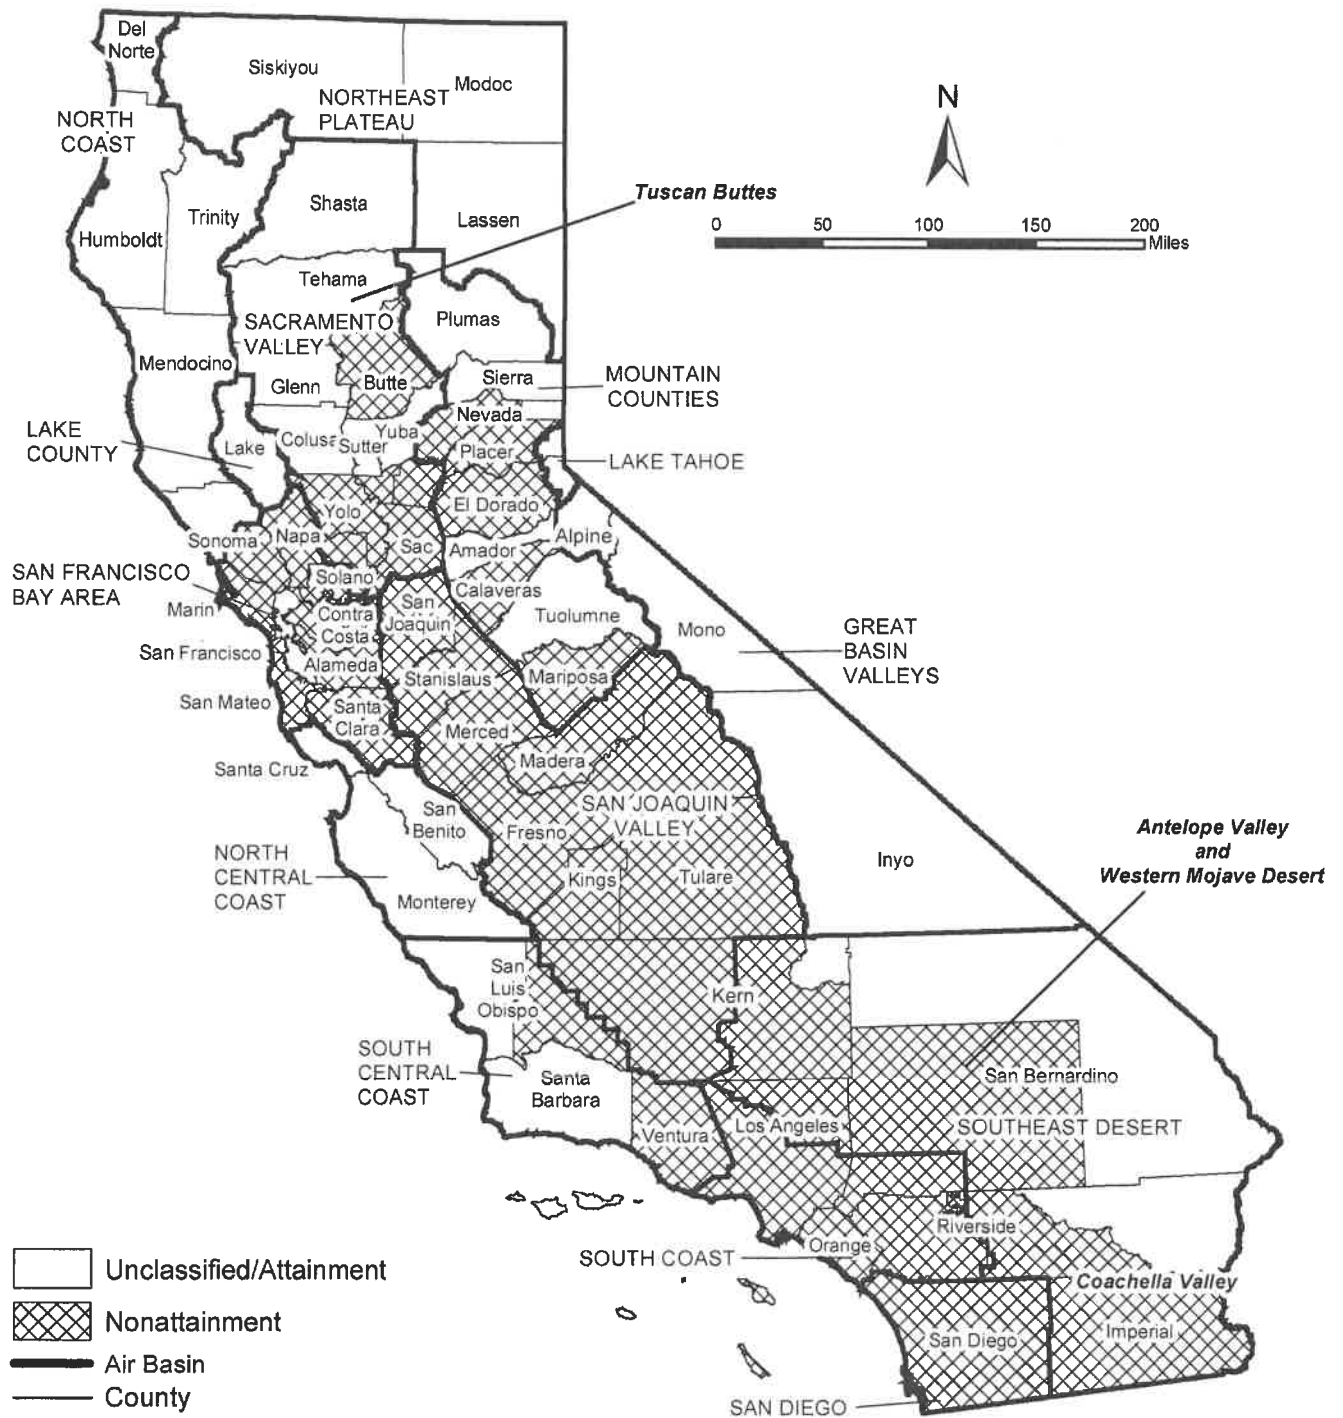 Del
Norte
Siskiyou
Modoc
NORTHEAST
PLATEAU
NORTH
COAST
N
Shasta
Tuscan Buttes
Trinity
Lassen
Humboldt
0 50 100 150 200
Miles
Tehama
SACRAMENTO
VALLEY
Plumas
Mendocino
Glenn
Butte
Sierra
MOUNTAIN
COUNTIES
Nevada
LAKE
COUNTY
Lake
Colusa
Sutter
Yuba
Placer
LAKE TAHOE
El Dorado
Yolo
Napa
Sonoma
Sac
Amador
Alpine
SAN FRANCISCO
BAY AREA
Solano
Calaveras
Marin
Contra
Costa
San
Joaquin
Tuolumne
Mono
GREAT
BASIN
VALLEYS
San Francisco
Alameda
Stanislaus
Mariposa
San Mateo
Santa
Clara
Merced
Madera
Santa Cruz
San
Benito
SAN JOAQUIN
VALLEY
Fresno
Antelope Valley
and
Western Mojave Desert
NORTH
CENTRAL
COAST
Kings
Tulare
Inyo
Monterey
San
Luis
Obispo
Kern
SOUTH
CENTRAL
COAST
Santa
Barbara
San Bernardino
Ventura
Los Angeles
SOUTHEAST DESERT
Riverside
Orange
SOUTH COAST
Coachella Valley
San Diego
Imperial
SAN DIEGO
Unclassified/Attainment
Nonattainment
Air Basin
County